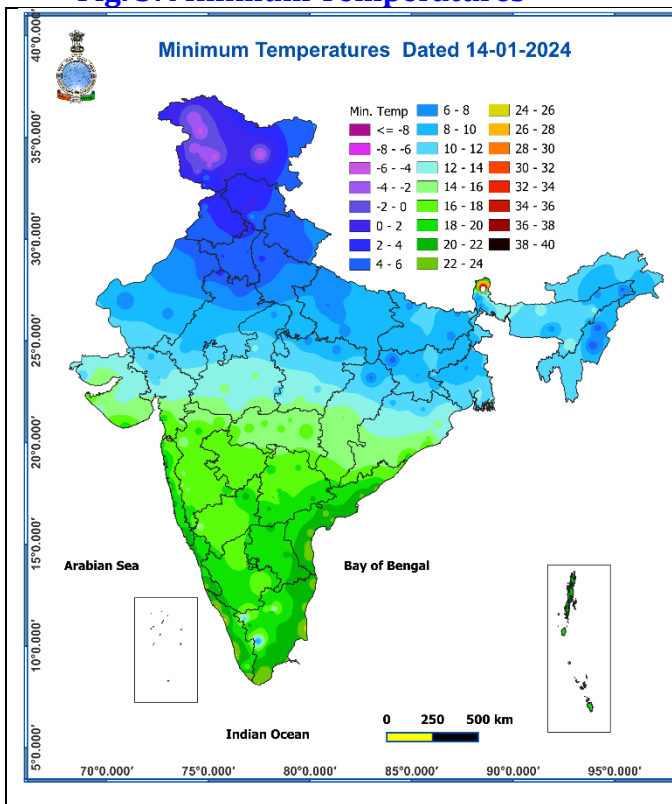 Minimum Temperatures Dated 14-01-2024
Min. Temp
<= -8
-8 - -6
-6 - -4
-4 - -2
-2 - 0
0 - 2
2 - 4
4 - 6
6 - 8
8 - 10
10 - 12
12 - 14
14 - 16
16 - 18
18 - 20
20 - 22
22 - 24
24 - 26
26 - 28
28 - 30
30 - 32
32 - 34
34 - 36
36 - 38
38 - 40
40°0.000'
35°0.000'
30°0.000'
25°0.000'
20°0.000'
15°0.000'
10°0.000'
5°0.000'
Arabian Sea
Bay of Bengal
Indian Ocean
0 250 500 km
70°0.000' 75°0.000' 80°0.000' 85°0.000' 90°0.000' 95°0.000'